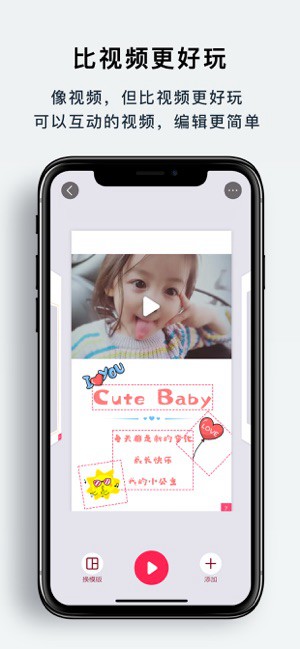 比视频更好玩
像视频，但比视频更好玩
可以互动的视频，编辑更简单
I YOU
Cute Baby
每天都是新的变化
LOVE
成长快乐
我的小公主
换模组
添加